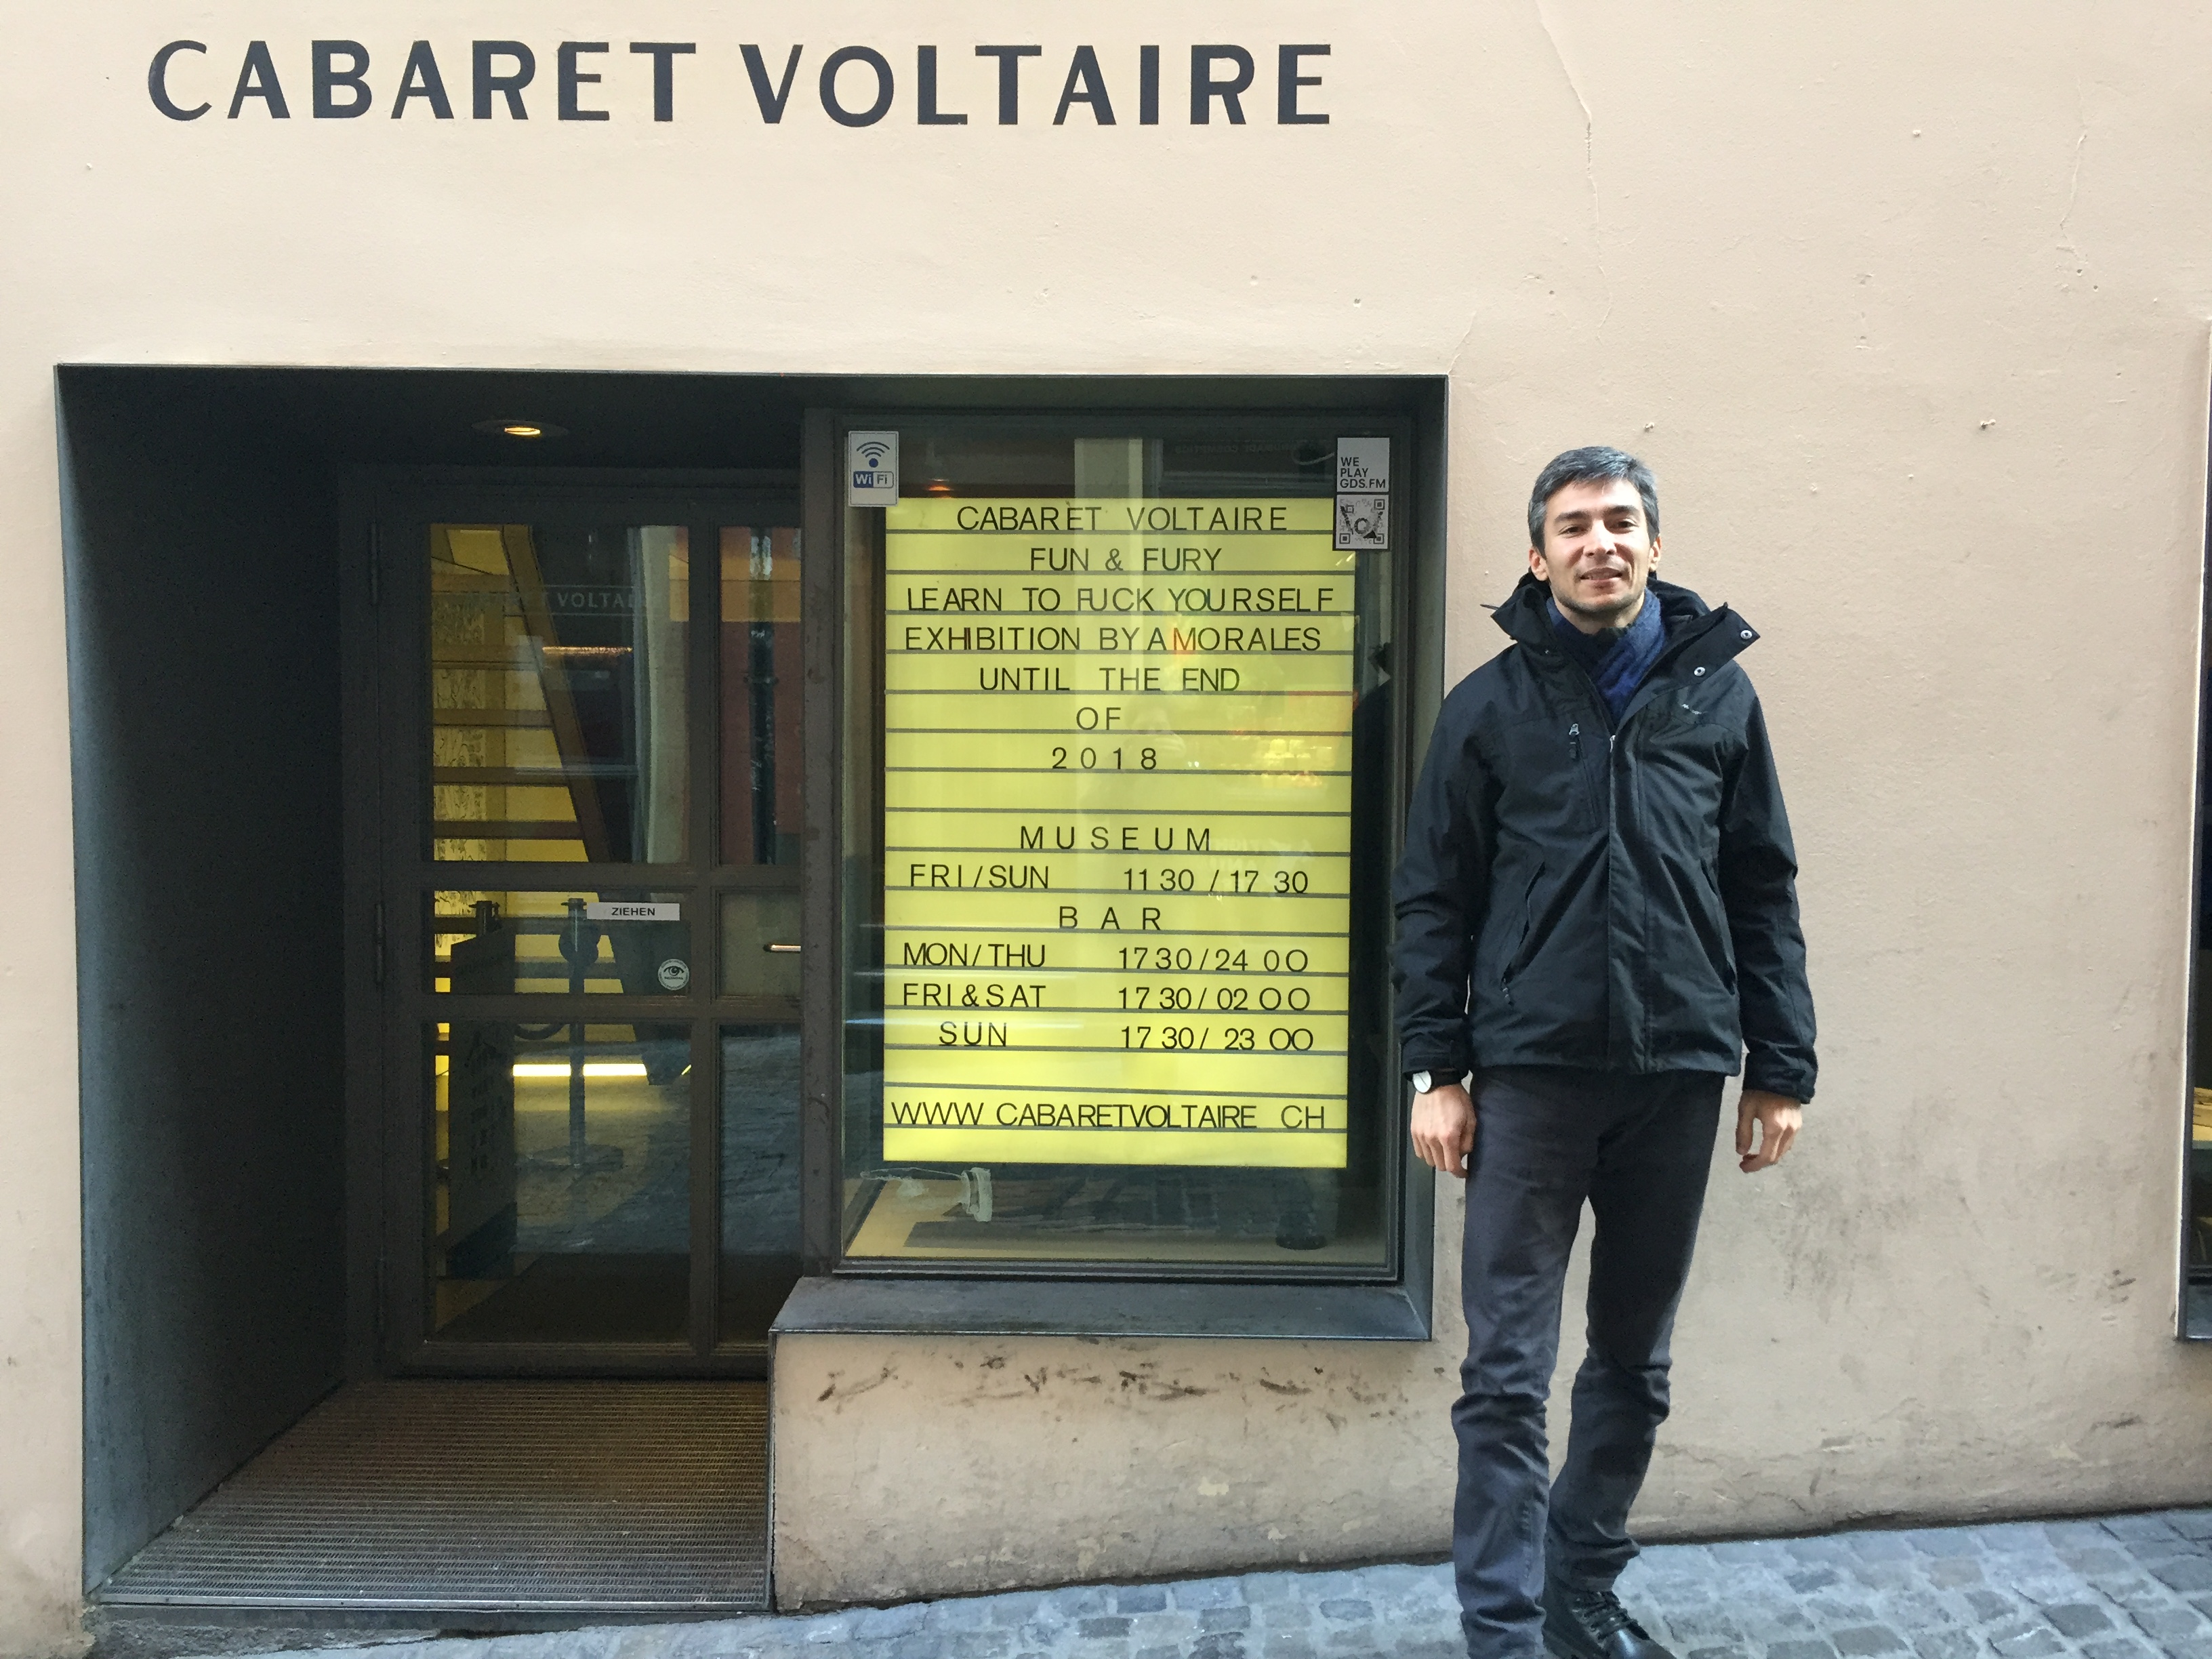 CABARET VOLTAIRE
WiFi
WE
PLAY
GDS.FM
CABARET VOLTAIRE
FUN & FURY
LEARN TO FUCK YOURSELF
EXHIBITION BY A MORALES
UNTIL THE END
OF
2018
MUSEUM
FRI/SUN 11 30 / 17 30
BAR
MON/THU 17 30/24 00
FRI&SAT 17 30/02 00
SUN 17 30/ 23 00
WWW CABARETVOLTAIRE CH
ZIEHEN